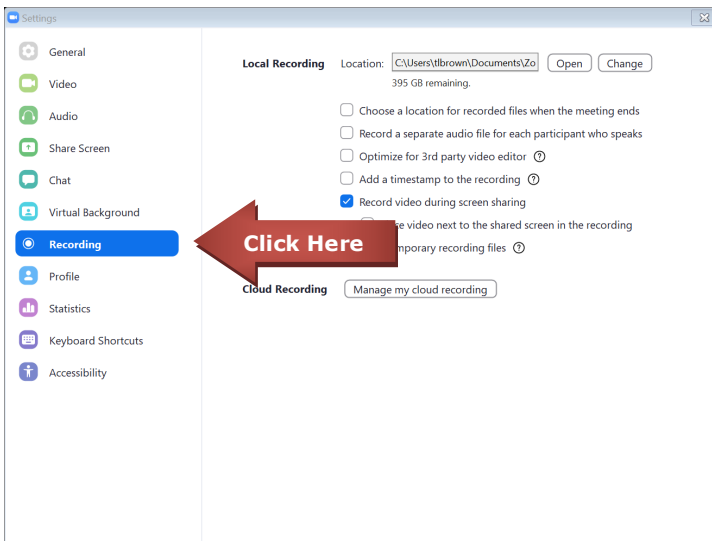 Settings
General
Video
Audio
Share Screen
Chat
Virtual Background
Recording
Profile
Statistics
Keyboard Shortcuts
Accessibility
Local Recording Location: C:\Users\tlbrown\Documents\Zo Open Change
395 GB remaining.
Choose a location for recorded files when the meeting ends
Record a separate audio file for each participant who speaks
Optimize for 3rd party video editor
Add a timestamp to the recording
Record video during screen sharing
video next to the shared screen in the recording
recording files
Click Here
Cloud Recording Manage my cloud recording